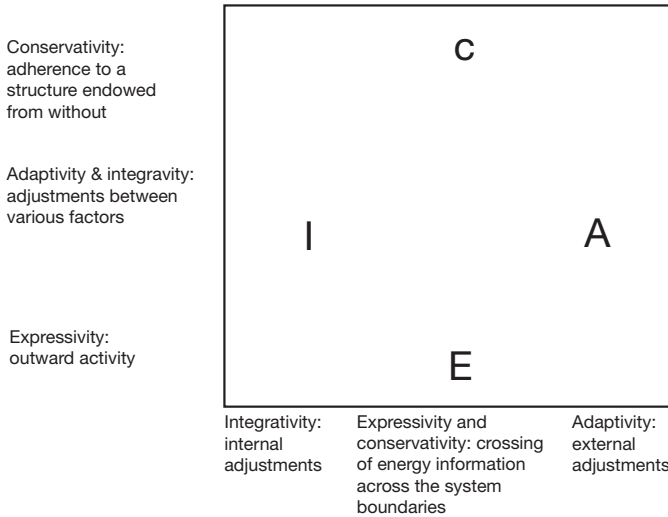 Conservativity:
adherence to a
structure endowed
from without
C
Adaptivity & integravity:
adjustments between
various factors
I
A
Expressivity:
outward activity
E
Integrativity:
internal
adjustments
Expressivity and
conservativity: crossing
of energy information
across the system
boundaries
Adaptivity:
external
adjustments